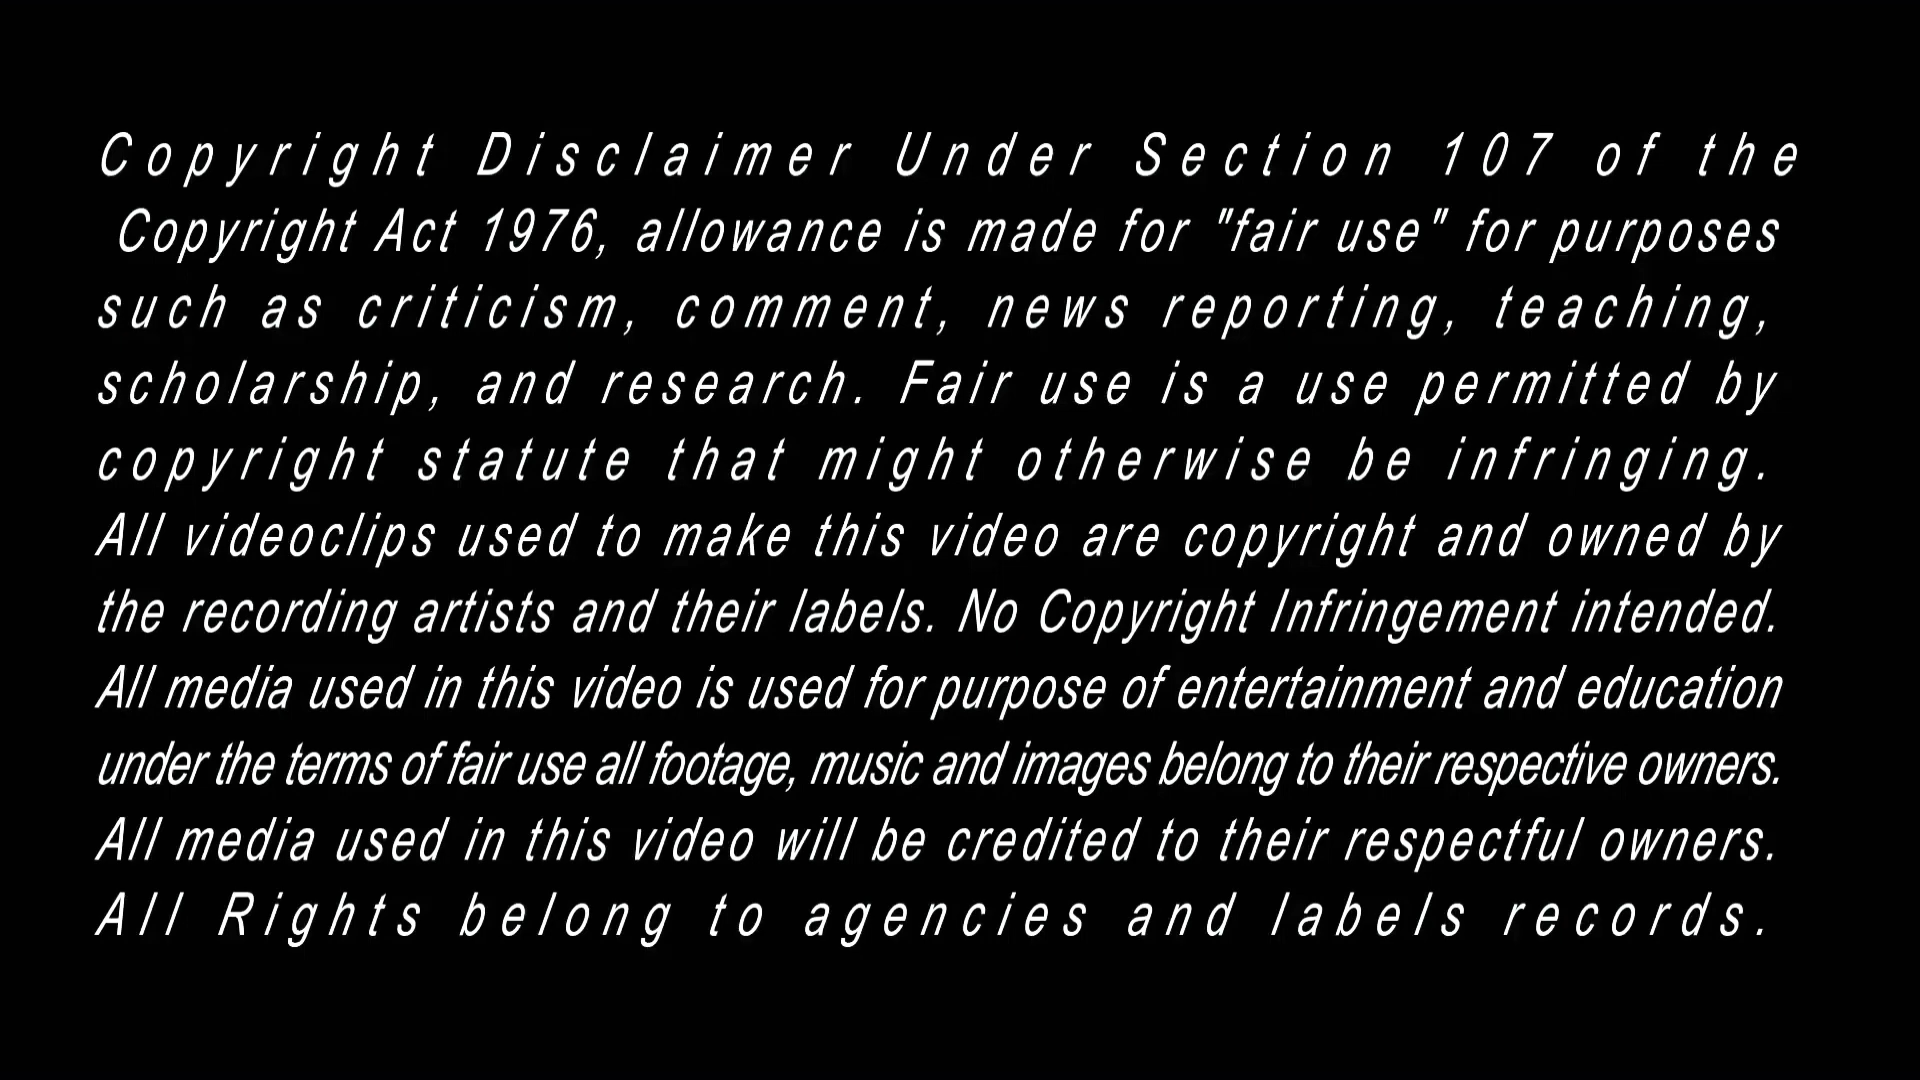 Copyright Disclaimer Under Section 107 of the
Copyright Act 1976, allowance is made for "fair use" for purposes
such as criticism, comment, news reporting, teaching,
scholarship, and research. Fair use is a use permitted by
copyright statute that might otherwise be infringing.
All videoclips used to make this video are copyright and owned by
the recording artists and their labels. No Copyright Infringement intended.
All media used in this video is used for purpose of entertainment and education
under the terms of fair use all footage, music and images belong to their respective owners.
All media used in this video will be credited to their respectful owners.
All Rights belong to agencies and labels records.